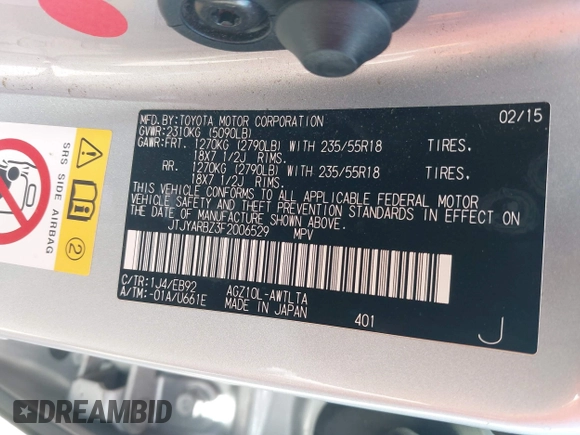 MFD.BY:TOYOTA MOTOR CORPORATION 02/15
GVWR:2310KG (5090LB)
GAWR:FRT. 1270KG (2790LB) WITH 235/55R18 TIRES.
18X7 1/2J RIMS.
RR. 1270KG (2790LB) WITH 235/55R18 TIRES.
18X7 1/2J RIMS.
THIS VEHICLE CONFORMS TO ALL APPLICABLE FEDERAL MOTOR
VEHICLE SAFETY AND THEFT PREVENTION STANDARDS IN EFFECT ON
THE DATE OF MANUFACTURE SHOWN ABOVE.
JTJYARBZ3F2006529 MPV
C/TR:1J4/EB92 AGZ10L-AWTLTA
A/TM:-01A/U661E MADE IN JAPAN 401 J
SRS SIDE AIRBAG
2
DREAMBID